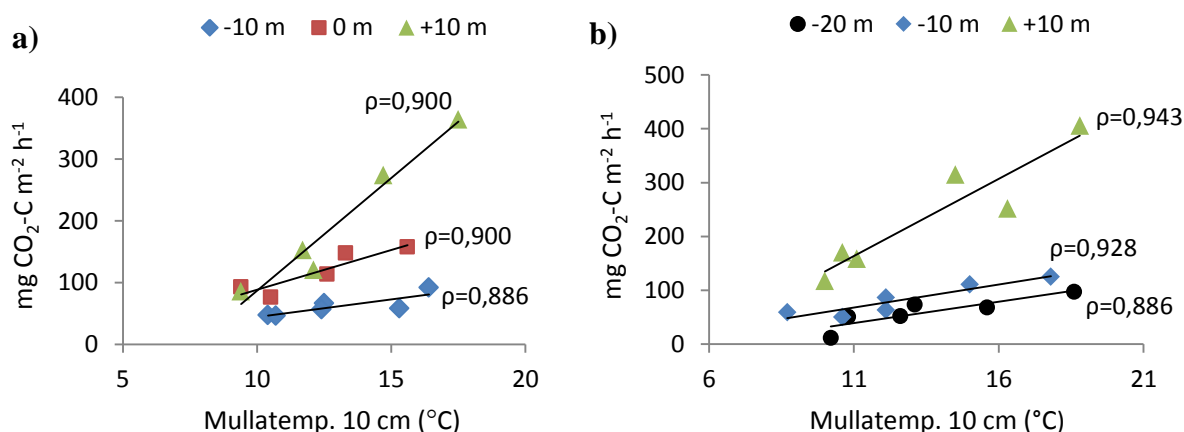 a)
-10 m 0 m +10 m
mg CO₂-C m⁻² h⁻¹
400
300
200
100
0
ρ=0,900
ρ=0,900
ρ=0,886
5 10 15 20
Mullatemp. 10 cm (°C)
b)
-20 m -10 m +10 m
mg CO₂-C m⁻² h⁻¹
500
400
300
200
100
0
ρ=0,943
ρ=0,928
ρ=0,886
6 11 16 21
Mullatemp. 10 cm (°C)